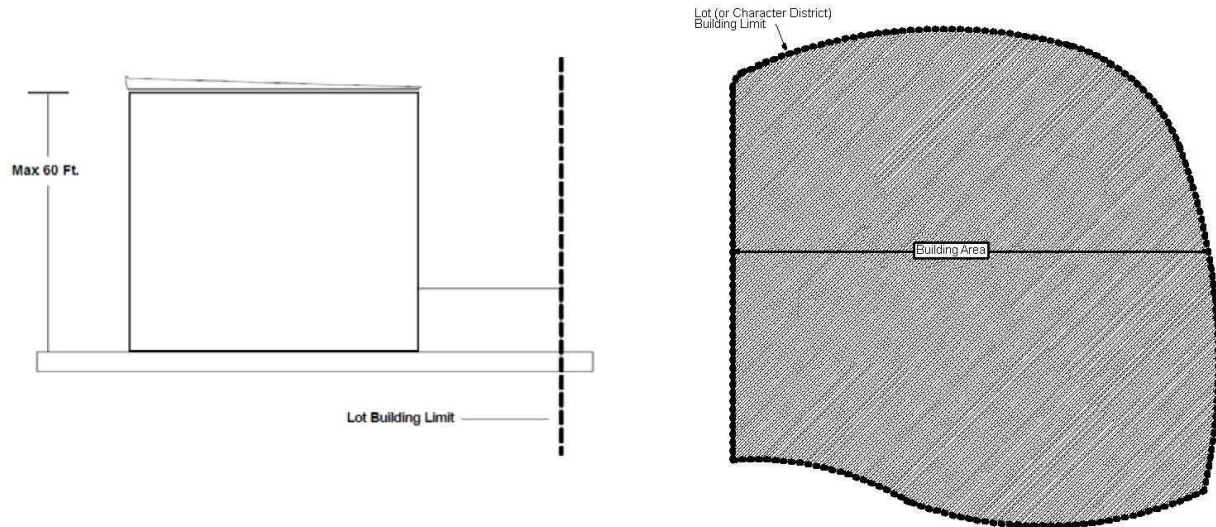 Max 60 Ft.
Lot Building Limit
Lot (or Character District)
Building Limit
Building Area